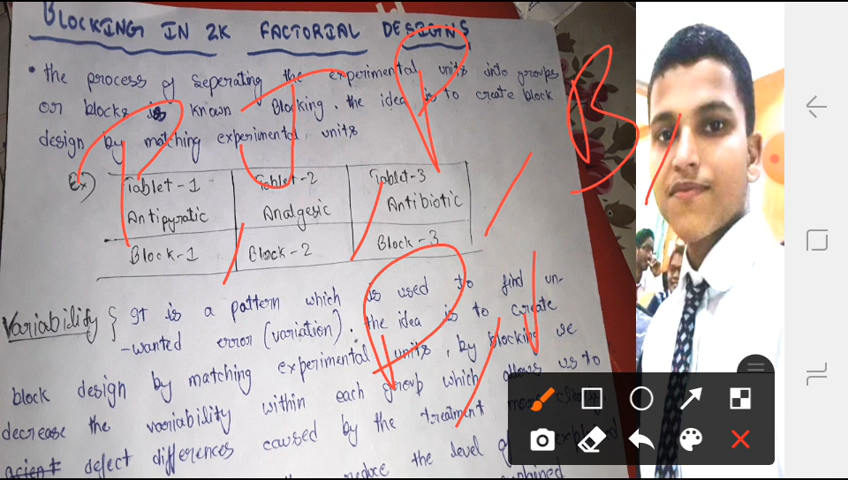 BLOCKING IN 2K FACTORIAL DESIGNS
• the process of seperating the experimental units into groups
or blocks is known Blocking. the idea is to create block
design by matching experimental units
Ex) Tablet-1 Tablet-2 Tablet-3
Antipyratic Analgesic Antibiotic
Block-1 Block-2 Block-3
Variability } It is a pattern which is used to find un-
-wanted error (variation). the idea is to create
block design by matching experimental units, by blocking we
decrease the variability within each group which allows us to
defect differences caused by the treatment
reduce the level